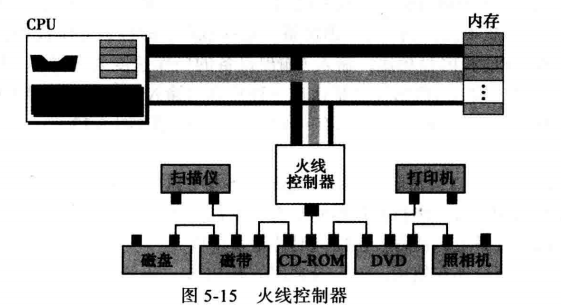 CPU
内存
火线
控制器
扫描仪
打印机
磁盘
磁带
CD-ROM
DVD
照相机
图 5-15 火线控制器